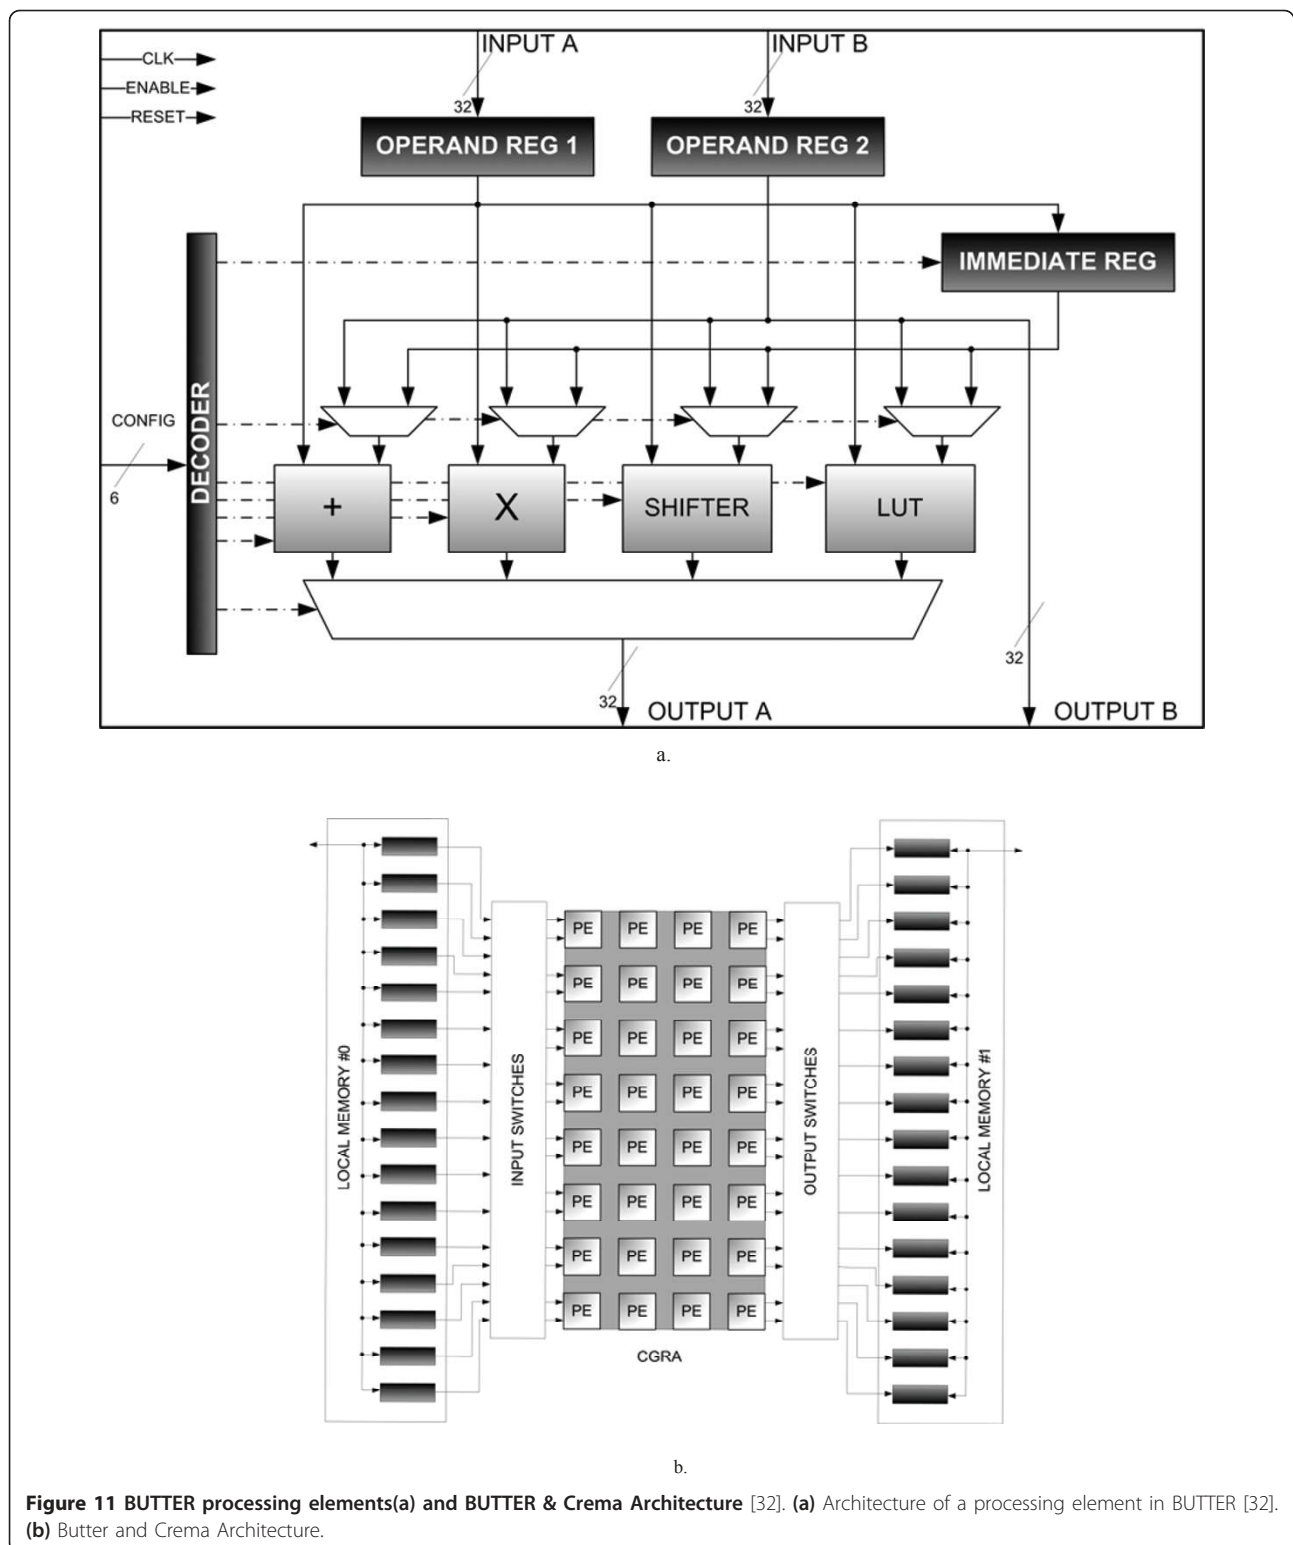 INPUT A
INPUT B
CLK
ENABLE
RESET
32
32
OPERAND REG 1
OPERAND REG 2
IMMEDIATE REG
DECODER
CONFIG
6
+
X
SHIFTER
LUT
32
32
OUTPUT A
OUTPUT B
a.
LOCAL MEMORY #0
INPUT SWITCHES
PE PE PE PE
PE PE PE PE
PE PE PE PE
PE PE PE PE
PE PE PE PE
PE PE PE PE
PE PE PE PE
PE PE PE PE
CGRA
OUTPUT SWITCHES
LOCAL MEMORY #1
b.
Figure 11 BUTTER processing elements(a) and BUTTER & Crema Architecture [32]. (a) Architecture of a processing element in BUTTER [32].
(b) Butter and Crema Architecture.